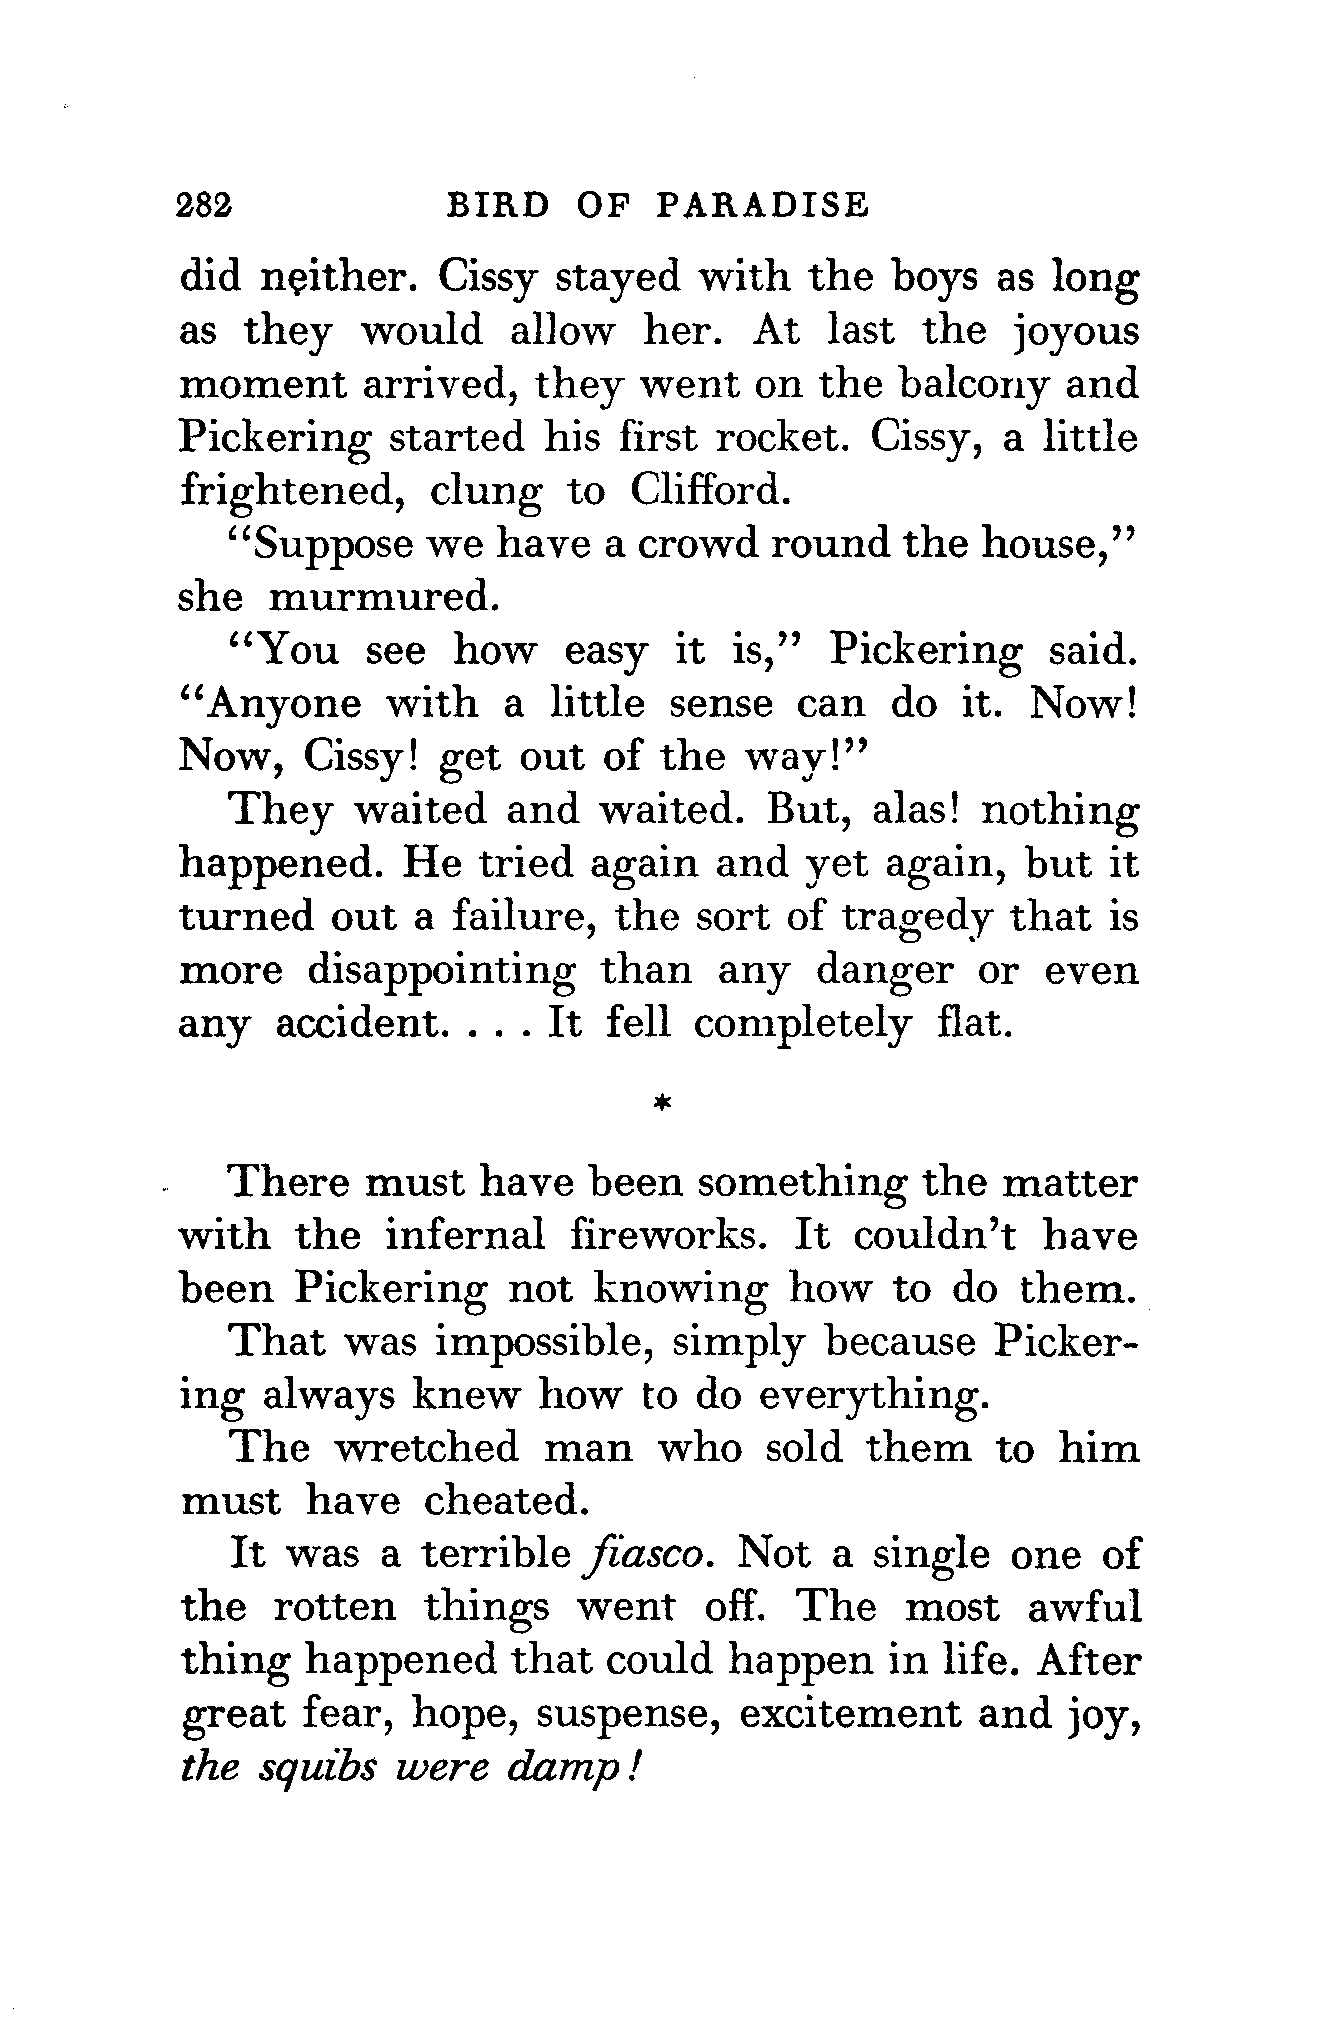 282 BIRD OF PARADISE
did neither. Cissy stayed with the boys as long
as they would allow her. At last the joyous
moment arrived, they went on the balcony and
Pickering started his first rocket. Cissy, a little
frightened, clung to Clifford.
“Suppose we have a crowd round the house,”
she murmured.
“You see how easy it is,” Pickering said.
“Anyone with a little sense can do it. Now!
Now, Cissy! get out of the way!”
They waited and waited. But, alas! nothing
happened. He tried again and yet again, but it
turned out a failure, the sort of tragedy that is
more disappointing than any danger or even
any accident. . . . It fell completely flat.
*
There must have been something the matter
with the infernal fireworks. It couldn’t have
been Pickering not knowing how to do them.
That was impossible, simply because Picker-
ing always knew how to do everything.
The wretched man who sold them to him
must have cheated.
It was a terrible fiasco. Not a single one of
the rotten things went off. The most awful
thing happened that could happen in life. After
great fear, hope, suspense, excitement and joy,
the squibs were damp!